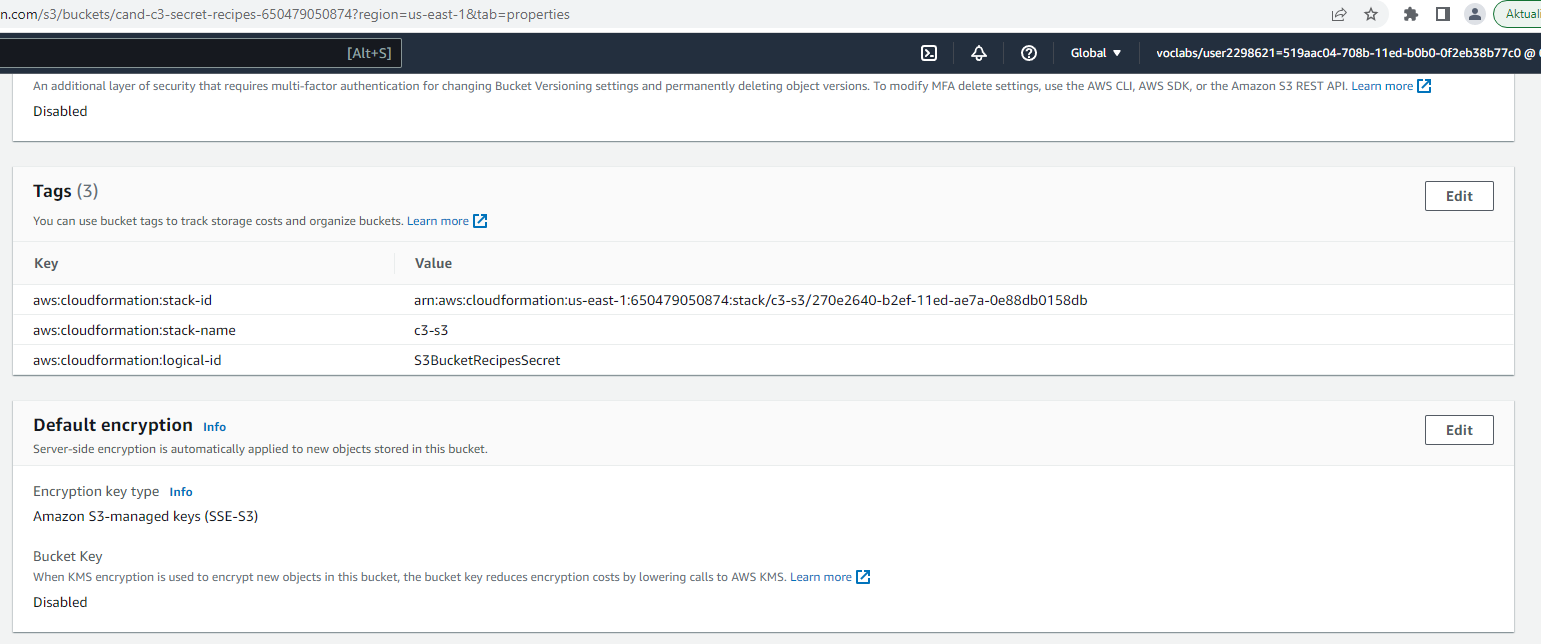 n.com/s3/buckets/cand-c3-secret-recipes-650479050874?region=us-east-1&tab=properties
Aktuali
[Alt+S]
Global
voclabs/user2298621=519aac04-708b-11ed-b0b0-0f2eb38b77c0 @
An additional layer of security that requires multi-factor authentication for changing Bucket Versioning settings and permanently deleting object versions. To modify MFA delete settings, use the AWS CLI, AWS SDK, or the Amazon S3 REST API. Learn more
Disabled
Tags (3)
Edit
You can use bucket tags to track storage costs and organize buckets. Learn more
Key Value
aws:cloudformation:stack-id arn:aws:cloudformation:us-east-1:650479050874:stack/c3-s3/270e2640-b2ef-11ed-ae7a-0e88db0158db
aws:cloudformation:stack-name c3-s3
aws:cloudformation:logical-id S3BucketRecipesSecret
Default encryption Info
Edit
Server-side encryption is automatically applied to new objects stored in this bucket.
Encryption key type Info
Amazon S3-managed keys (SSE-S3)
Bucket Key
When KMS encryption is used to encrypt new objects in this bucket, the bucket key reduces encryption costs by lowering calls to AWS KMS. Learn more
Disabled